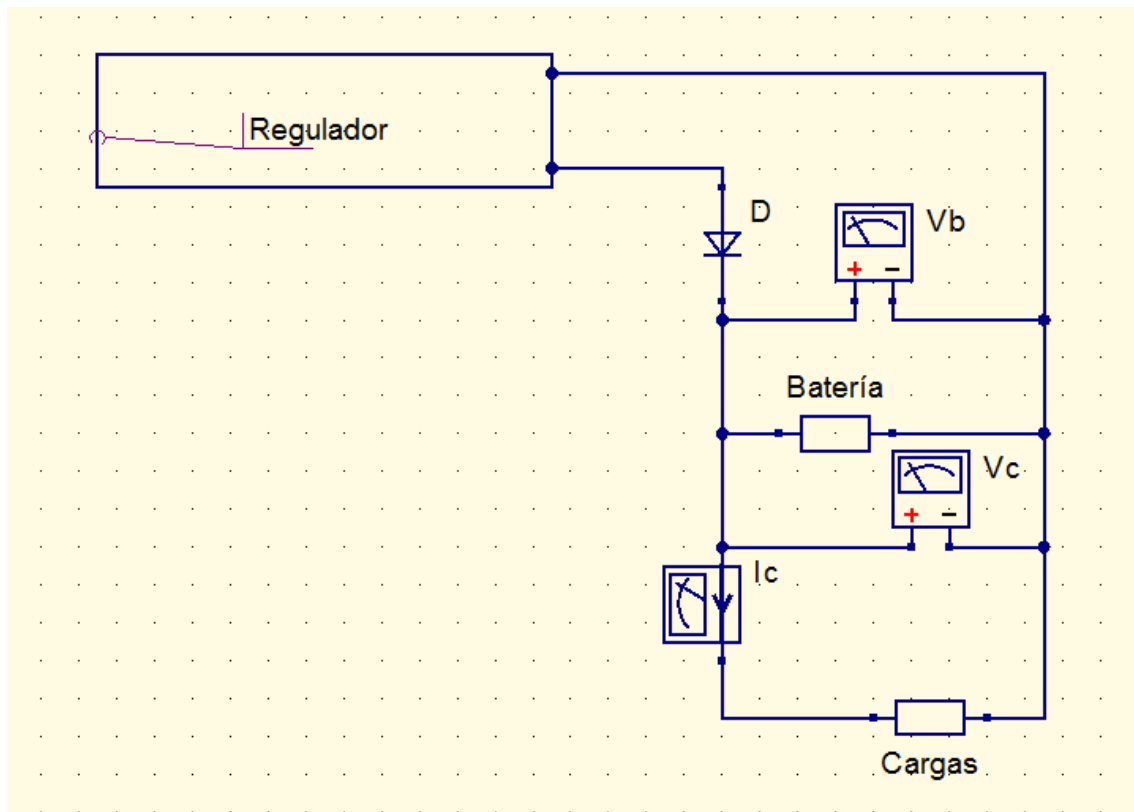 Regulador
D
Vb
+ −
Batería
Vc
+ −
Ic
Cargas